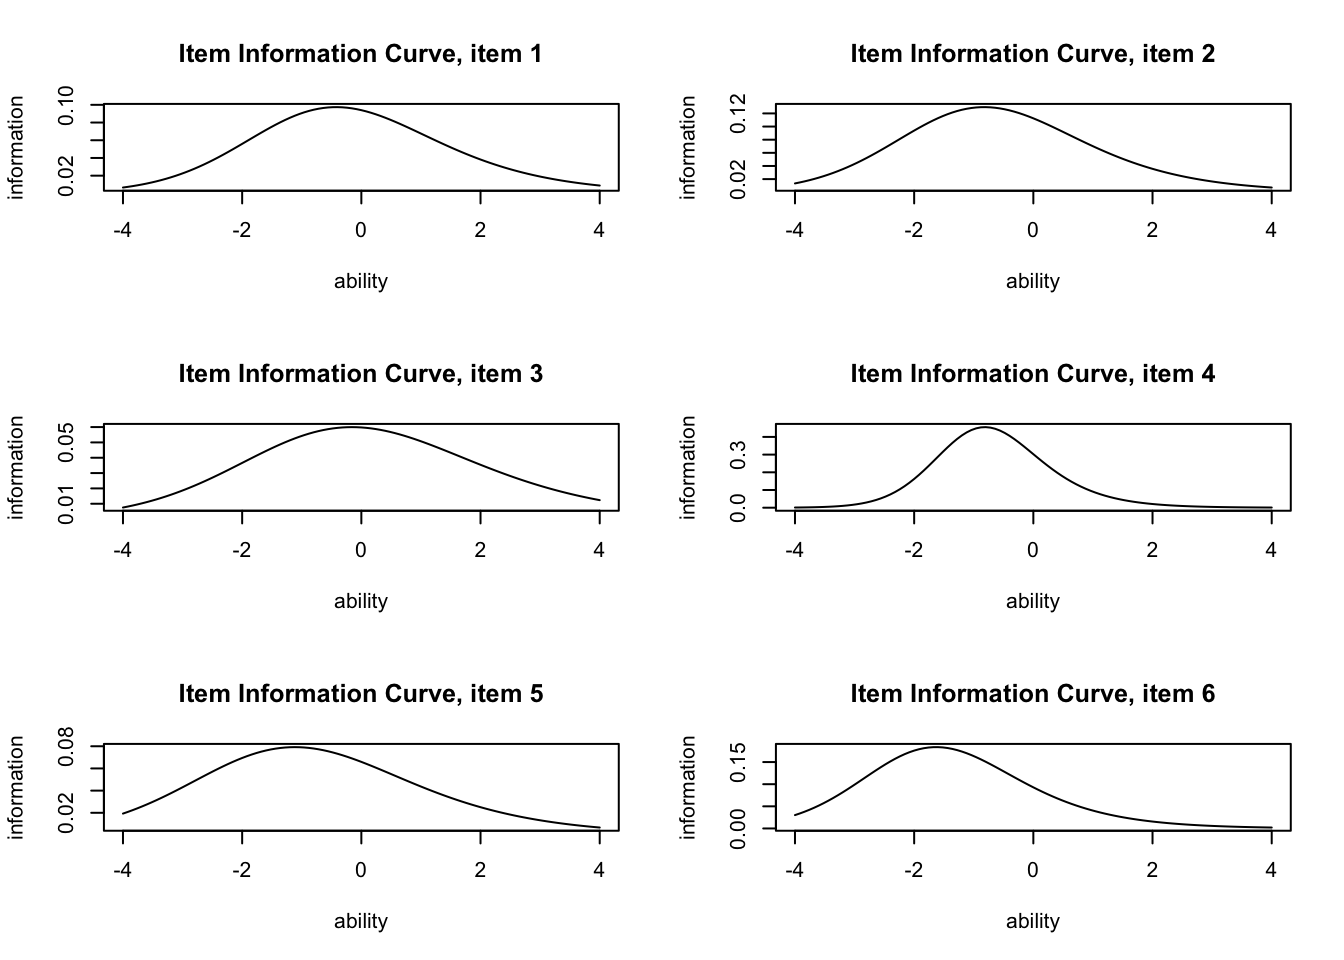 Item Information Curve, item 1
information
0.02 0.10
-4 -2 0 2 4
ability
Item Information Curve, item 2
information
0.02 0.12
-4 -2 0 2 4
ability
Item Information Curve, item 3
information
0.01 0.05
-4 -2 0 2 4
ability
Item Information Curve, item 4
information
0.0 0.3
-4 -2 0 2 4
ability
Item Information Curve, item 5
information
0.02 0.08
-4 -2 0 2 4
ability
Item Information Curve, item 6
information
0.00 0.15
-4 -2 0 2 4
ability